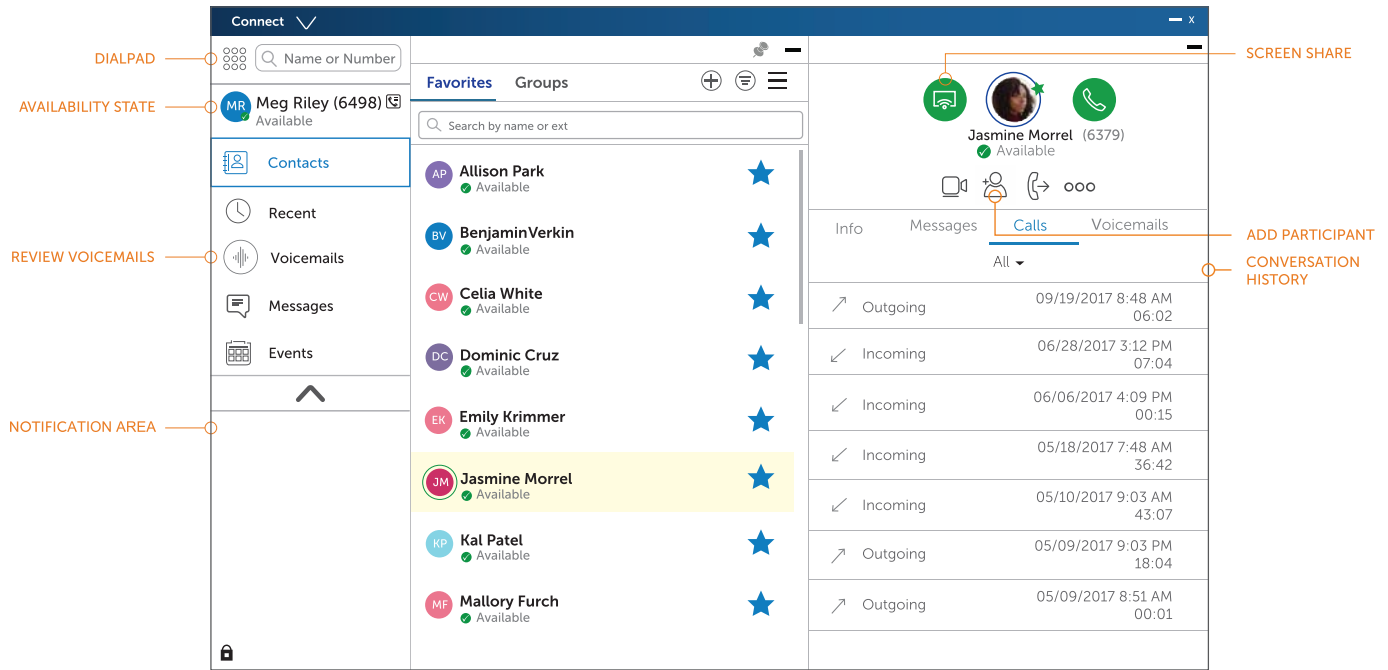 Connect
x
DIALPAD
Name or Number
AVAILABILITY STATE
MR
Meg Riley (6498)
Available
Contacts
Recent
REVIEW VOICEMAILS
Voicemails
Messages
Events
NOTIFICATION AREA
Favorites
Groups
Search by name or ext
AP
Allison Park
Available
BV
BenjaminVerkin
Available
CW
Celia White
Available
DC
Dominic Cruz
Available
EK
Emily Krimmer
Available
JM
Jasmine Morrel
Available
KP
Kal Patel
Available
MF
Mallory Furch
Available
SCREEN SHARE
Jasmine Morrel (6379)
Available
ADD PARTICIPANT
Info
Messages
Calls
Voicemails
CONVERSATION
HISTORY
All
Outgoing
09/19/2017 8:48 AM
06:02
Incoming
06/28/2017 3:12 PM
07:04
Incoming
06/06/2017 4:09 PM
00:15
Incoming
05/18/2017 7:48 AM
36:42
Incoming
05/10/2017 9:03 AM
43:07
Outgoing
05/09/2017 9:03 PM
18:04
Outgoing
05/09/2017 8:51 AM
00:01